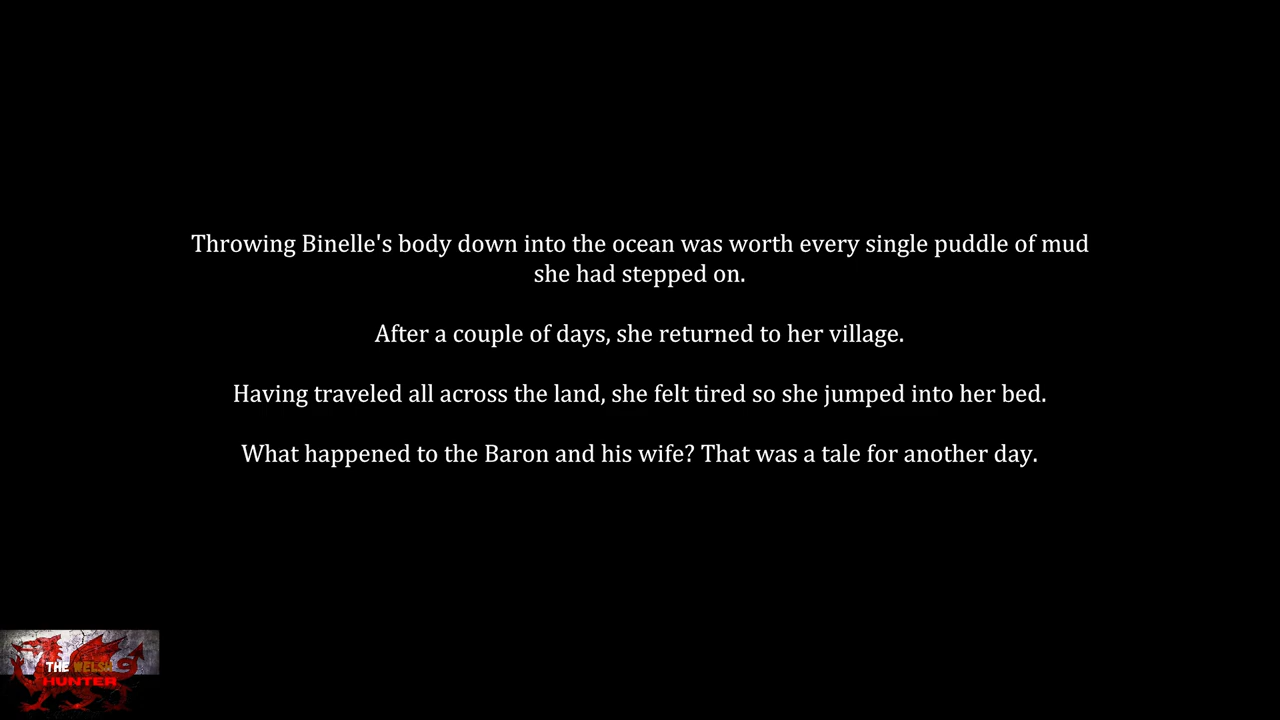 Throwing Binelle's body down into the ocean was worth every single puddle of mud
she had stepped on.
After a couple of days, she returned to her village.
Having traveled all across the land, she felt tired so she jumped into her bed.
What happened to the Baron and his wife? That was a tale for another day.
THE WELSH
HUNTER